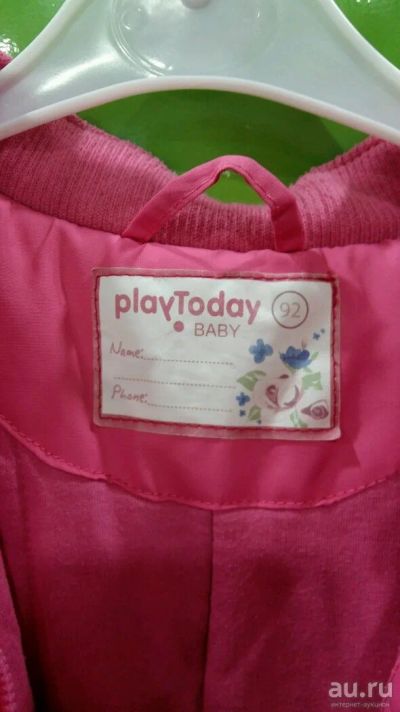 playToday 92
BABY
Name:
Phone:
au.ru
интернет-аукцион